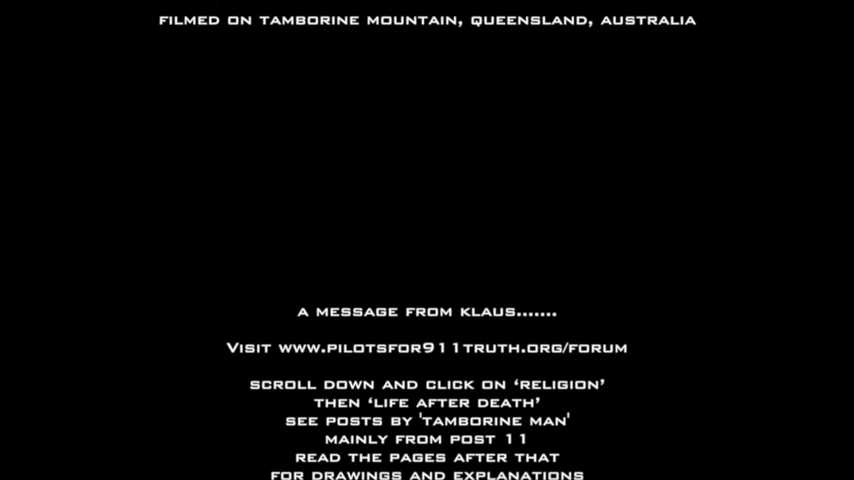 FILMED ON TAMBORINE MOUNTAIN, QUEENSLAND, AUSTRALIA
A MESSAGE FROM KLAUS.......
VISIT WWW.PILOTSFOR911TRUTH.ORG/FORUM
SCROLL DOWN AND CLICK ON ‘RELIGION’
THEN ‘LIFE AFTER DEATH’
SEE POSTS BY 'TAMBORINE MAN'
MAINLY FROM POST 11
READ THE PAGES AFTER THAT
FOR DRAWINGS AND EXPLANATIONS